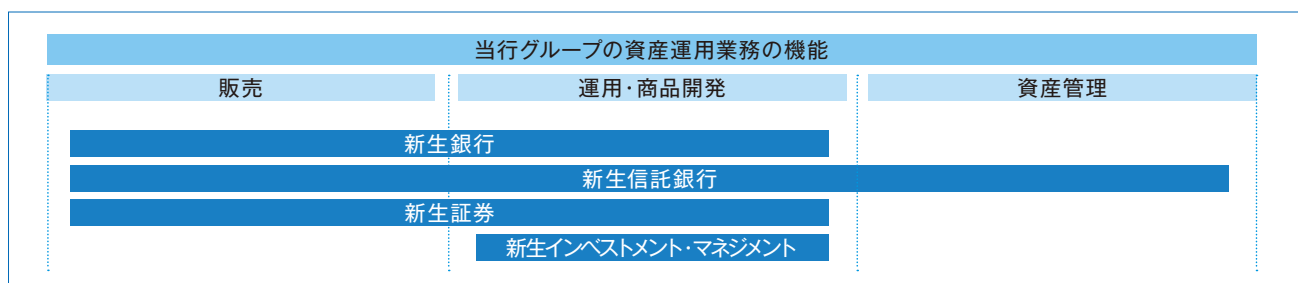 当行グループの資産運用業務の機能
販売
運用・商品開発
資産管理
新生銀行
新生信託銀行
新生証券
新生インベストメント・マネジメント